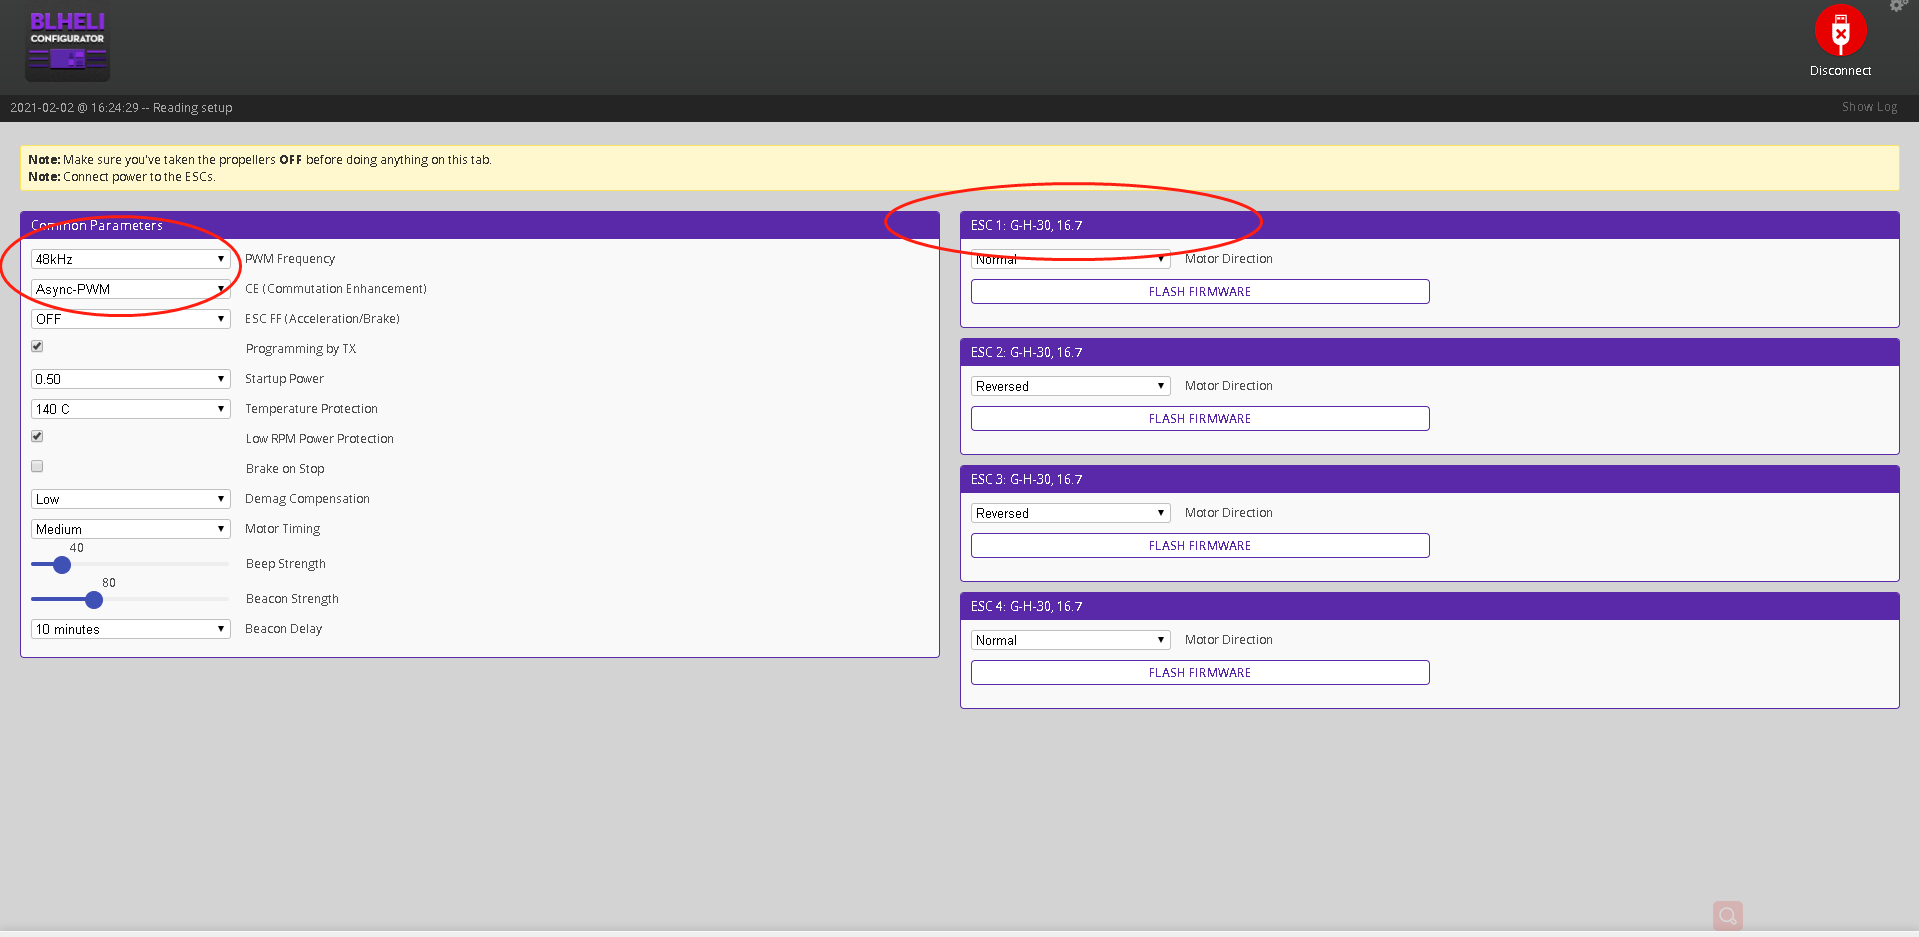 BLHELI
CONFIGURATOR
Disconnect
2021-02-02 @ 16:24:29 -- Reading setup
Show Log
Note: Make sure you've taken the propellers OFF before doing anything on this tab.
Note: Connect power to the ESCs.
Common Parameters
48kHz PWM Frequency
Async-PWM CE (Commutation Enhancement)
OFF ESC FF (Acceleration/Brake)
Programming by TX
0.50 Startup Power
140 C Temperature Protection
Low RPM Power Protection
Brake on Stop
Low Demag Compensation
Medium Motor Timing
40
Beep Strength
80
Beacon Strength
10 minutes Beacon Delay
ESC 1: G-H-30, 16.7
Normal Motor Direction
FLASH FIRMWARE
ESC 2: G-H-30, 16.7
Reversed Motor Direction
FLASH FIRMWARE
ESC 3: G-H-30, 16.7
Reversed Motor Direction
FLASH FIRMWARE
ESC 4: G-H-30, 16.7
Normal Motor Direction
FLASH FIRMWARE